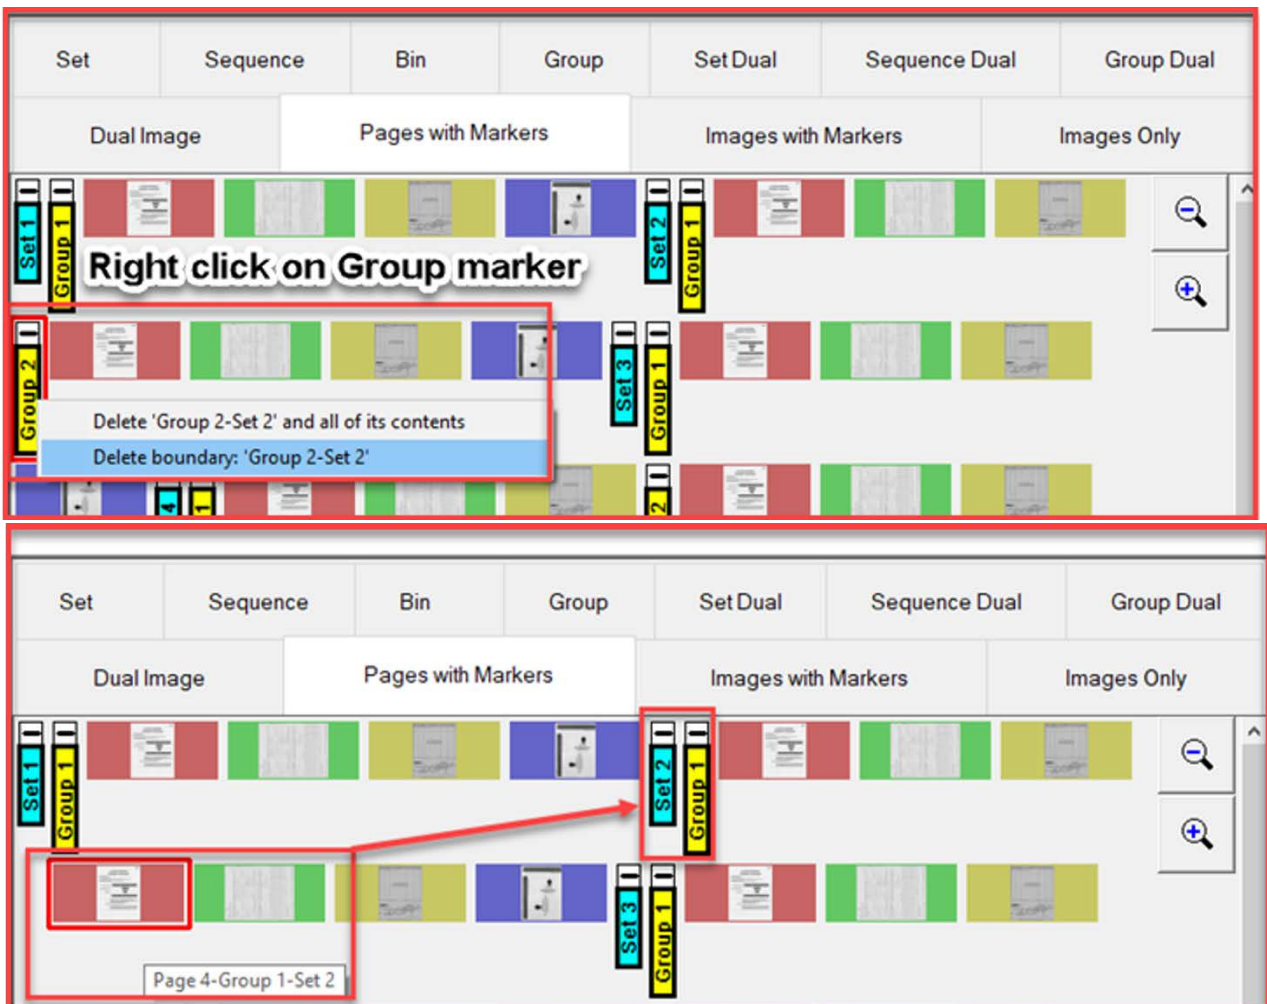 Set Sequence Bin Group Set Dual Sequence Dual Group Dual
Dual Image Pages with Markers Images with Markers Images Only
Set 1 Group 1 Set 2 Group 1
Right click on Group marker
Group 2 Set 3 Group 1
Delete 'Group 2-Set 2' and all of its contents
Delete boundary: 'Group 2-Set 2'
4 1 2
Set Sequence Bin Group Set Dual Sequence Dual Group Dual
Dual Image Pages with Markers Images with Markers Images Only
Set 1 Group 1 Set 2 Group 1
Set 3 Group 1
Page 4-Group 1-Set 2